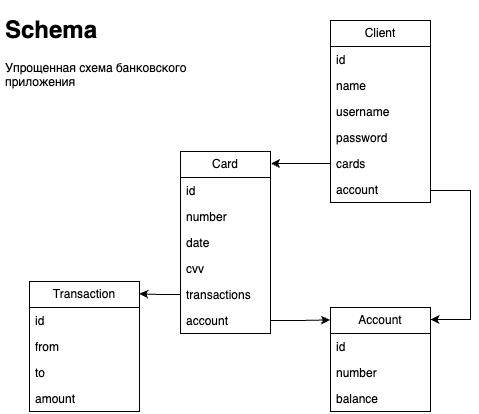 Schema
Упрощенная схема банковского
приложения
Client
id
name
username
password
cards
account
Card
id
number
date
cvv
transactions
account
Transaction
id
from
to
amount
Account
id
number
balance